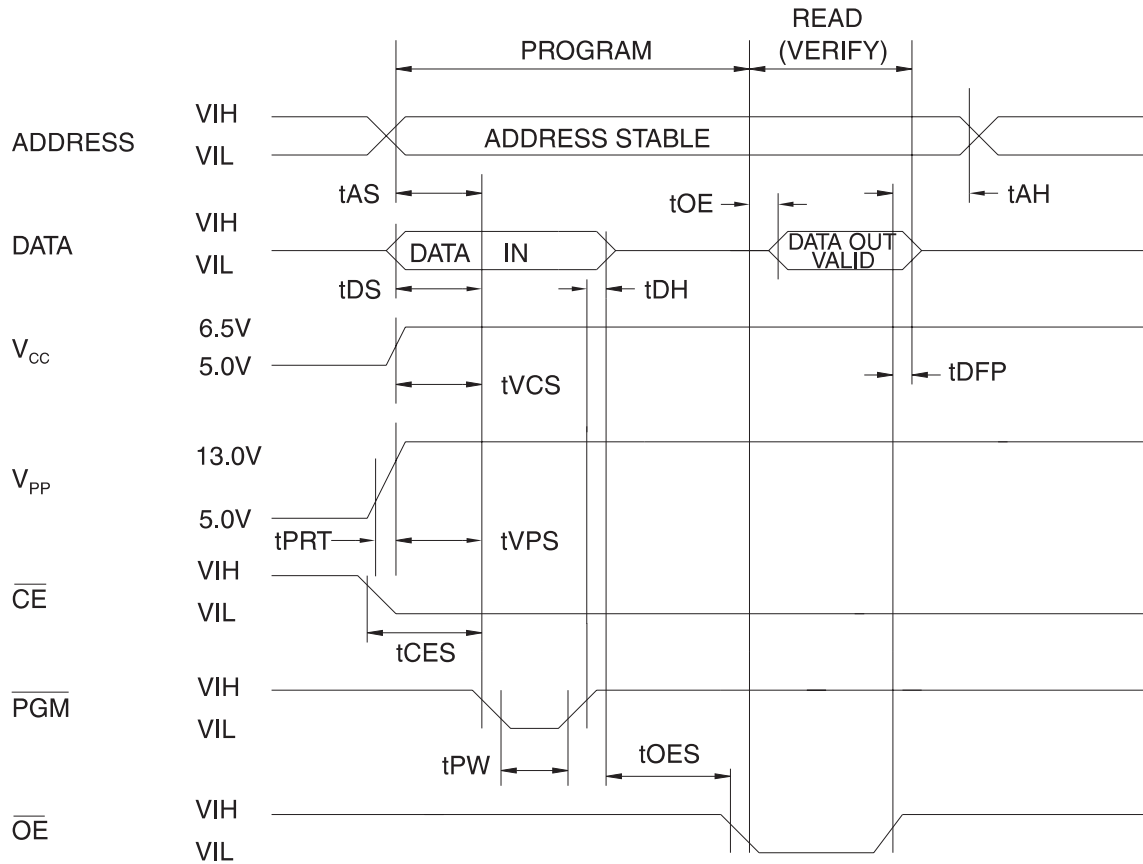 READ
PROGRAM (VERIFY)
VIH
ADDRESS ADDRESS STABLE
VIL
tAS tOE tAH
VIH
DATA DATA IN DATA OUT
VALID
VIL
tDS tDH
6.5V
VCC
5.0V
tVCS tDFP
13.0V
VPP
5.0V
tPRT tVPS
VIH
CE
VIL
tCES
VIH
PGM
VIL
tPW tOES
VIH
OE
VIL